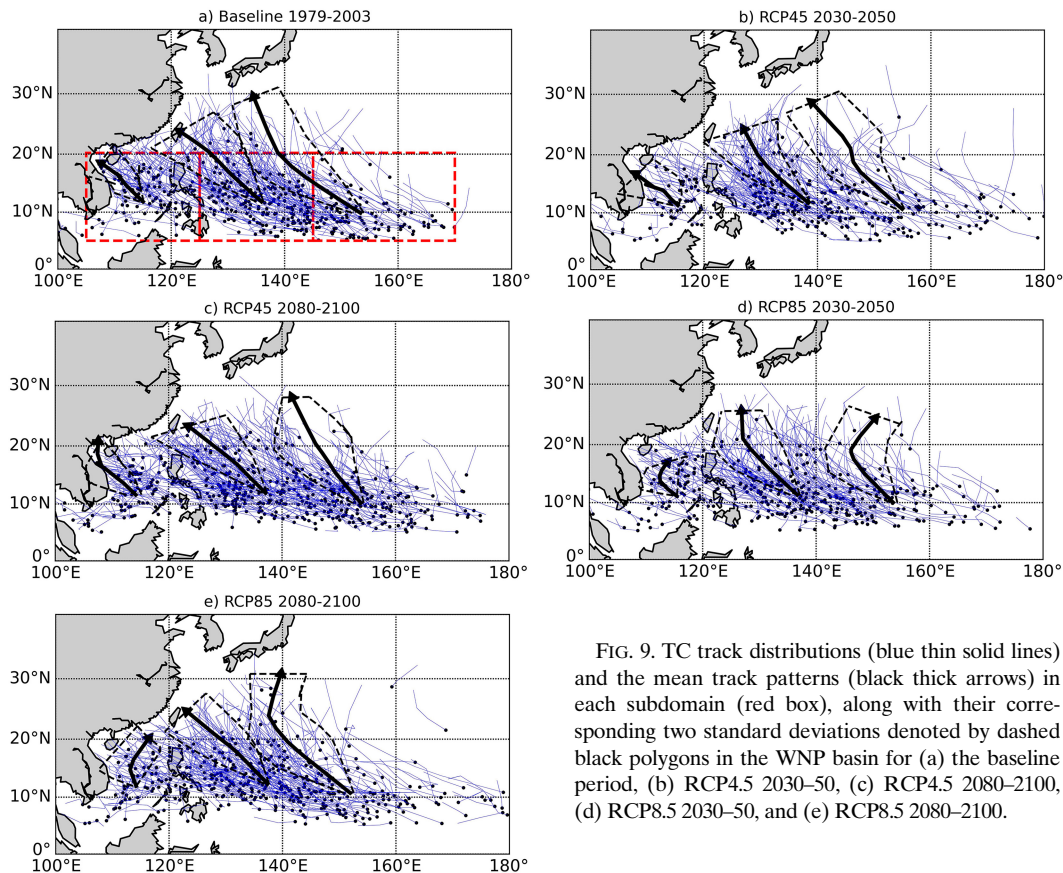 a) Baseline 1979-2003
30°N
20°N
10°N
0°
100°E 120°E 140°E 160°E 180°
b) RCP45 2030-2050
30°N
20°N
10°N
0°
100°E 120°E 140°E 160°E 180°
c) RCP45 2080-2100
30°N
20°N
10°N
0°
100°E 120°E 140°E 160°E 180°
d) RCP85 2030-2050
30°N
20°N
10°N
0°
100°E 120°E 140°E 160°E 180°
e) RCP85 2080-2100
30°N
20°N
10°N
0°
100°E 120°E 140°E 160°E 180°
FIG. 9. TC track distributions (blue thin solid lines)
and the mean track patterns (black thick arrows) in
each subdomain (red box), along with their corre-
sponding two standard deviations denoted by dashed
black polygons in the WNP basin for (a) the baseline
period, (b) RCP4.5 2030–50, (c) RCP4.5 2080–2100,
(d) RCP8.5 2030–50, and (e) RCP8.5 2080–2100.